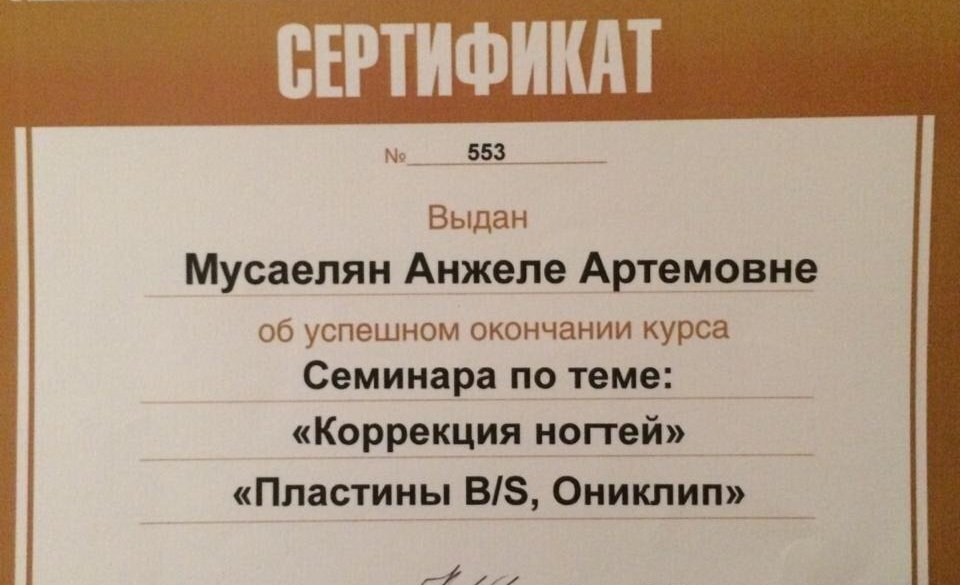 СЕРТИФИКАТ
№ 553
Выдан
Мусаелян Анжеле Артемовне
об успешном окончании курса
Семинара по теме:
«Коррекция ногтей»
«Пластины B/S, Ониклип»